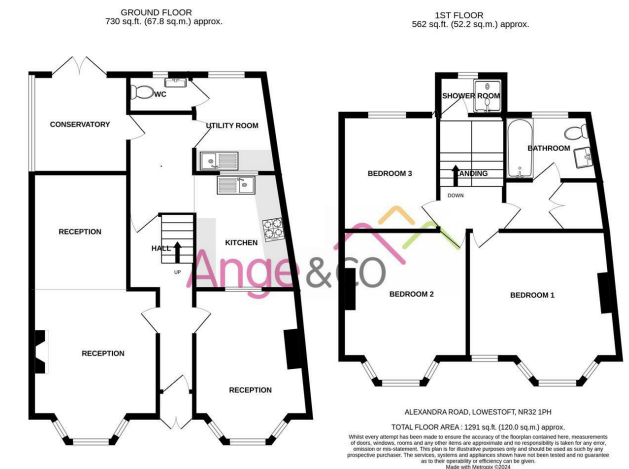 GROUND FLOOR
730 sq.ft. (67.8 sq.m.) approx.
1ST FLOOR
562 sq.ft. (52.2 sq.m.) approx.
WC
CONSERVATORY
UTILITY ROOM
RECEPTION
HALL
UP
KITCHEN
RECEPTION
RECEPTION
SHOWER ROOM
BATHROOM
BEDROOM 3
LANDING
DOWN
BEDROOM 2
BEDROOM 1
Ange&co
ALEXANDRA ROAD, LOWESTOFT, NR32 1PH
TOTAL FLOOR AREA : 1291 sq.ft. (120.0 sq.m.) approx.
Whilst every attempt has been made to ensure the accuracy of the floorplan contained here, measurements
of doors, windows, rooms and any other items are approximate and no responsibility is taken for any error,
omission or mis-statement. This plan is for illustrative purposes only and should be used as such by any
prospective purchaser. The services, systems and appliances shown have not been tested and no guarantee
as to their operability or efficiency can be given.
Made with Metropix ©2024